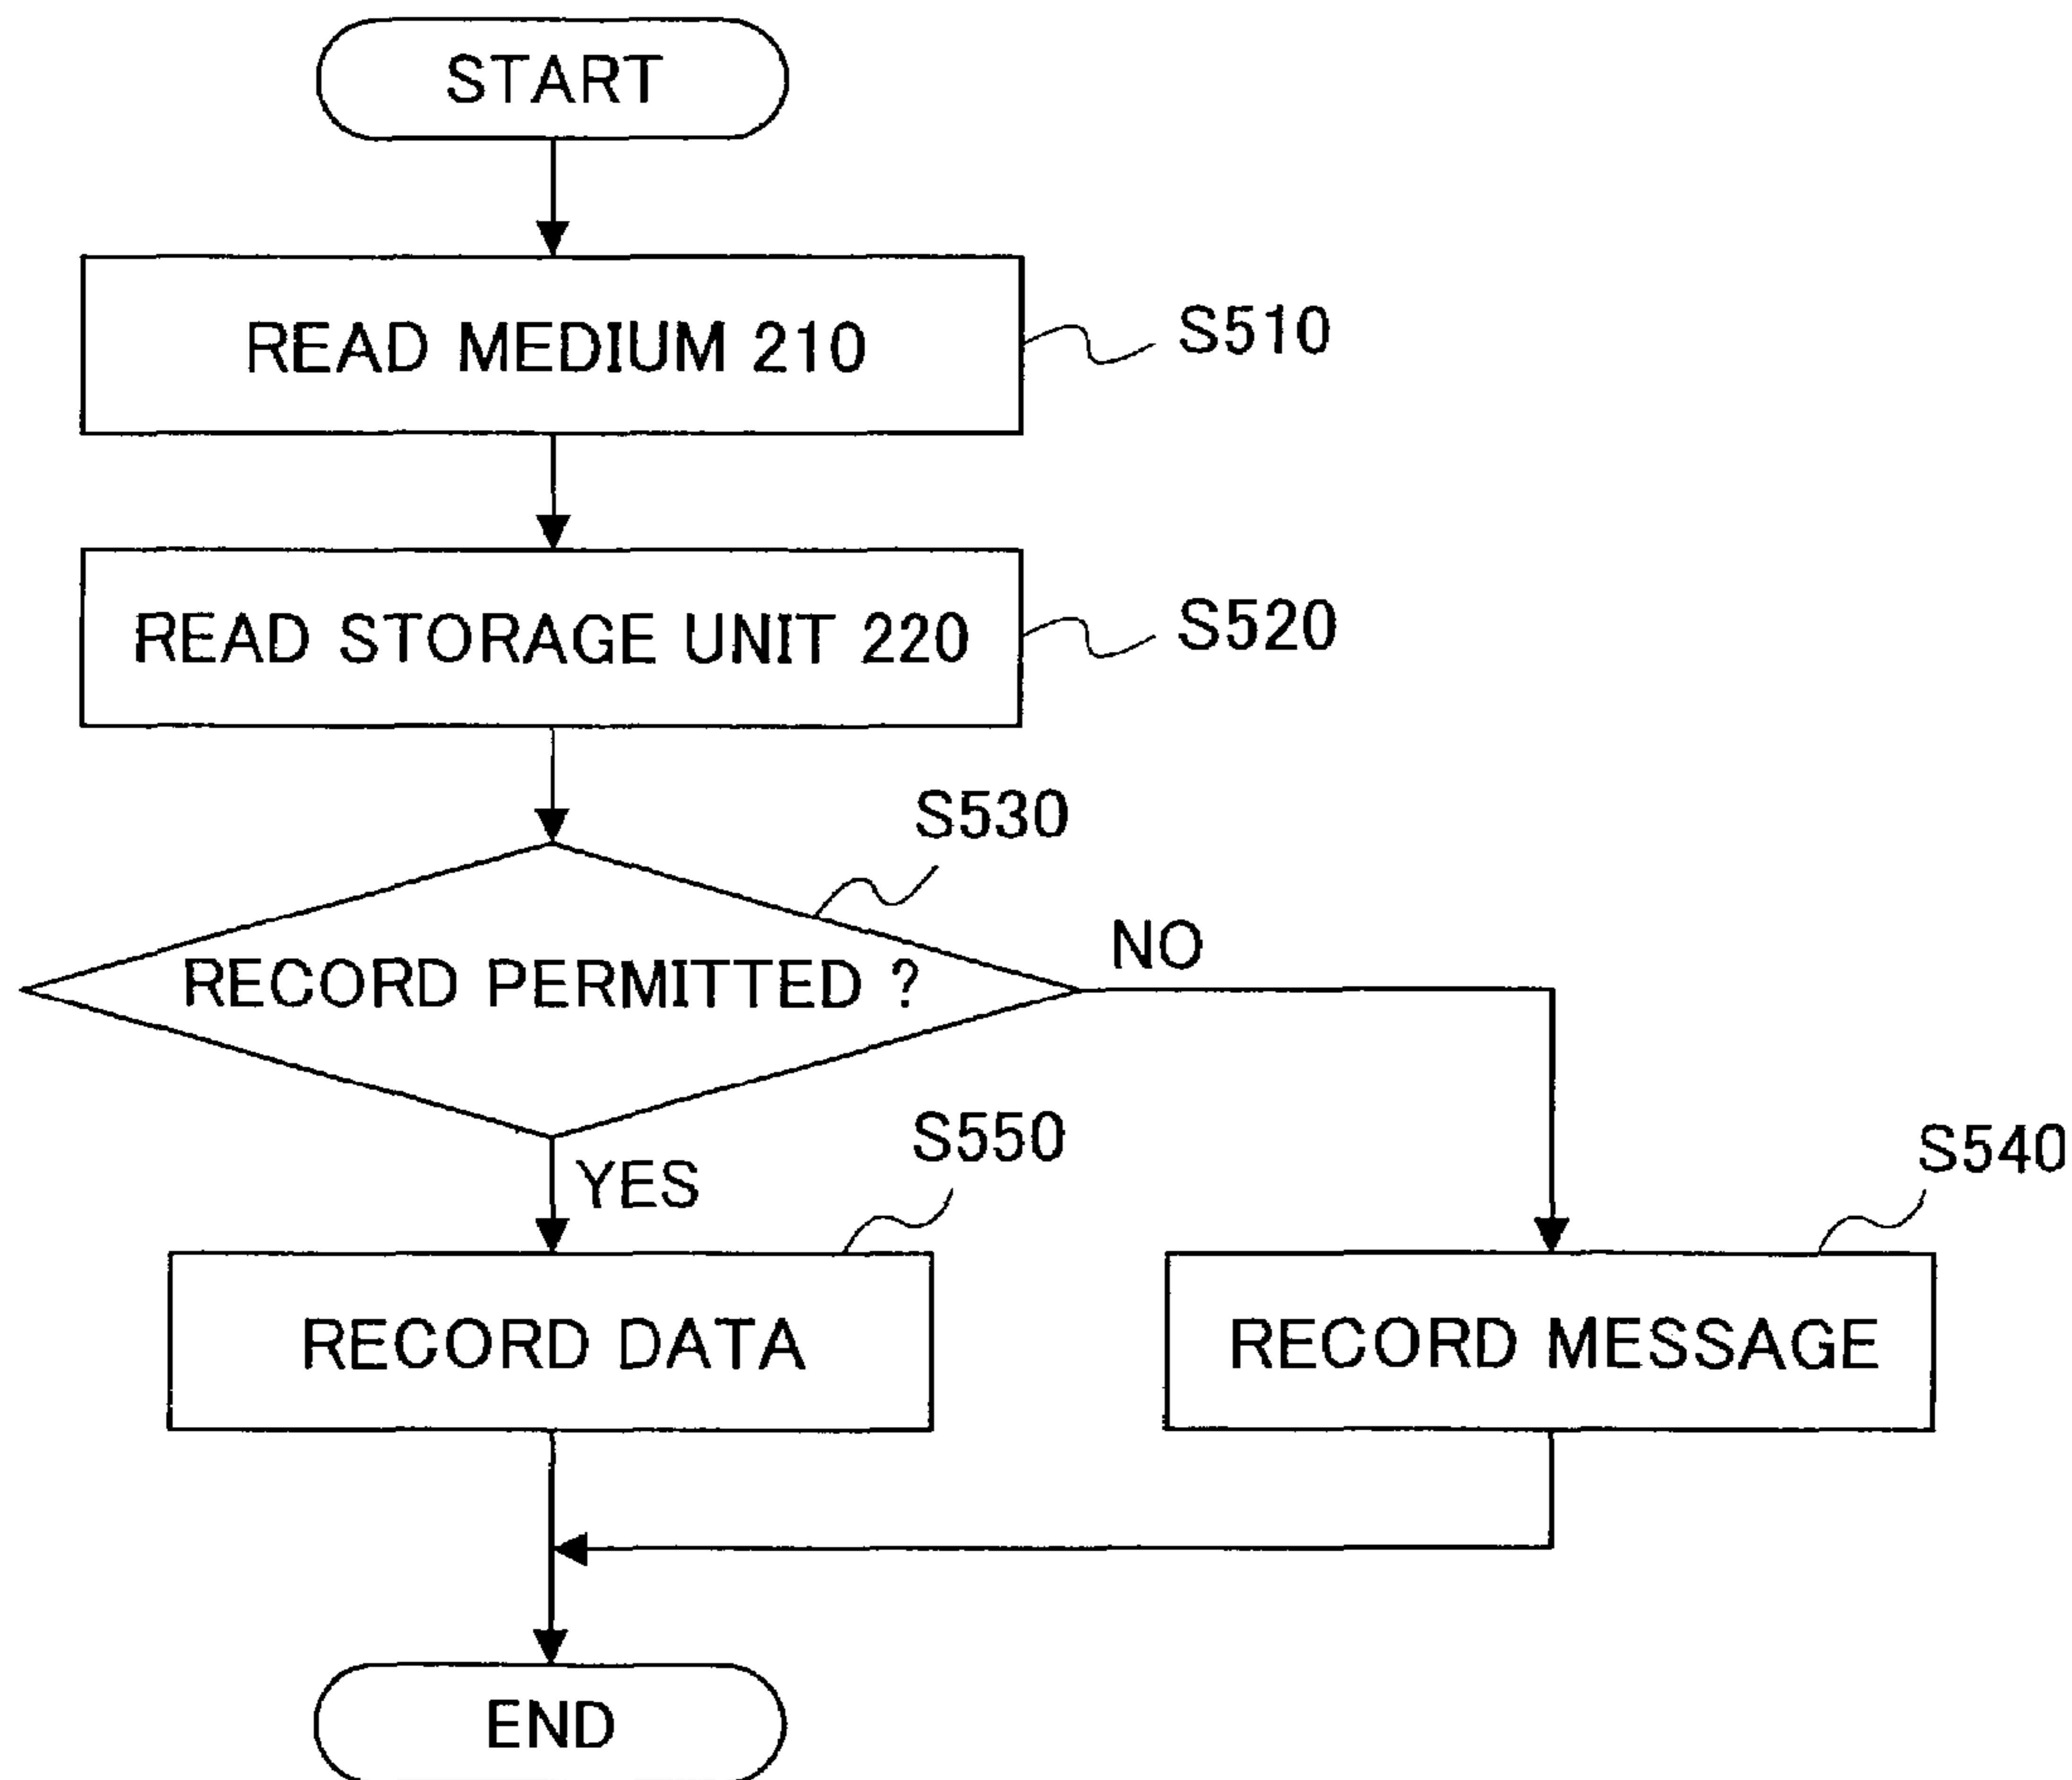 START
READ MEDIUM 210
S510
READ STORAGE UNIT 220
S520
S530
RECORD PERMITTED ?
NO
YES
S550
S540
RECORD DATA
RECORD MESSAGE
END